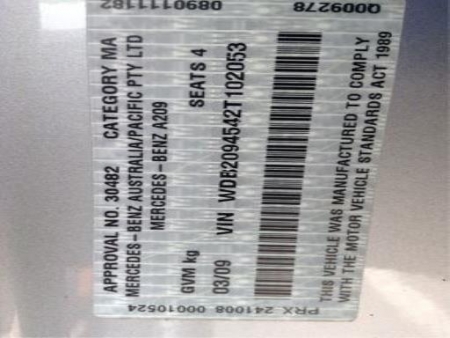 0890111182 Q009278
APPROVAL NO. 30482 CATEGORY MA
MERCEDES-BENZ AUSTRALIA/PACIFIC PTY LTD
MERCEDES-BENZ A209
GVM kg SEATS 4
03/09 VIN WDB2094542T102053
THIS VEHICLE WAS MANUFACTURED TO COMPLY
WITH THE MOTOR VEHICLE STANDARDS ACT 1989
PRX 241008 00010524